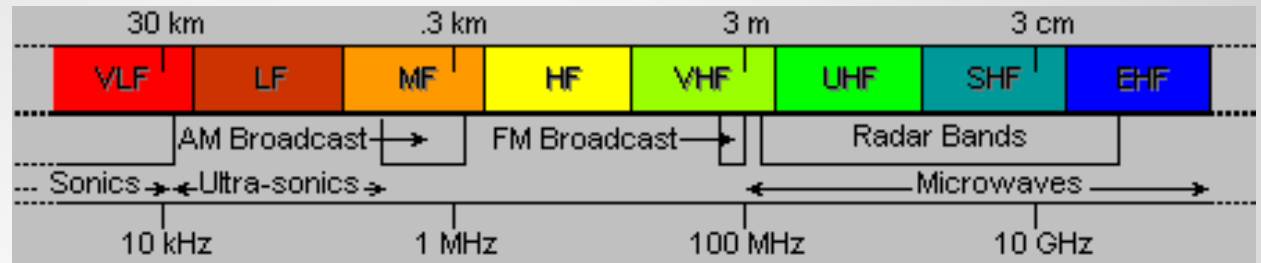 30 km .3 km 3 m 3 cm
VLF LF MF HF VHF UHF SHF EHF
AM Broadcast FM Broadcast Radar Bands
Sonics Ultra-sonics Microwaves
10 kHz 1 MHz 100 MHz 10 GHz